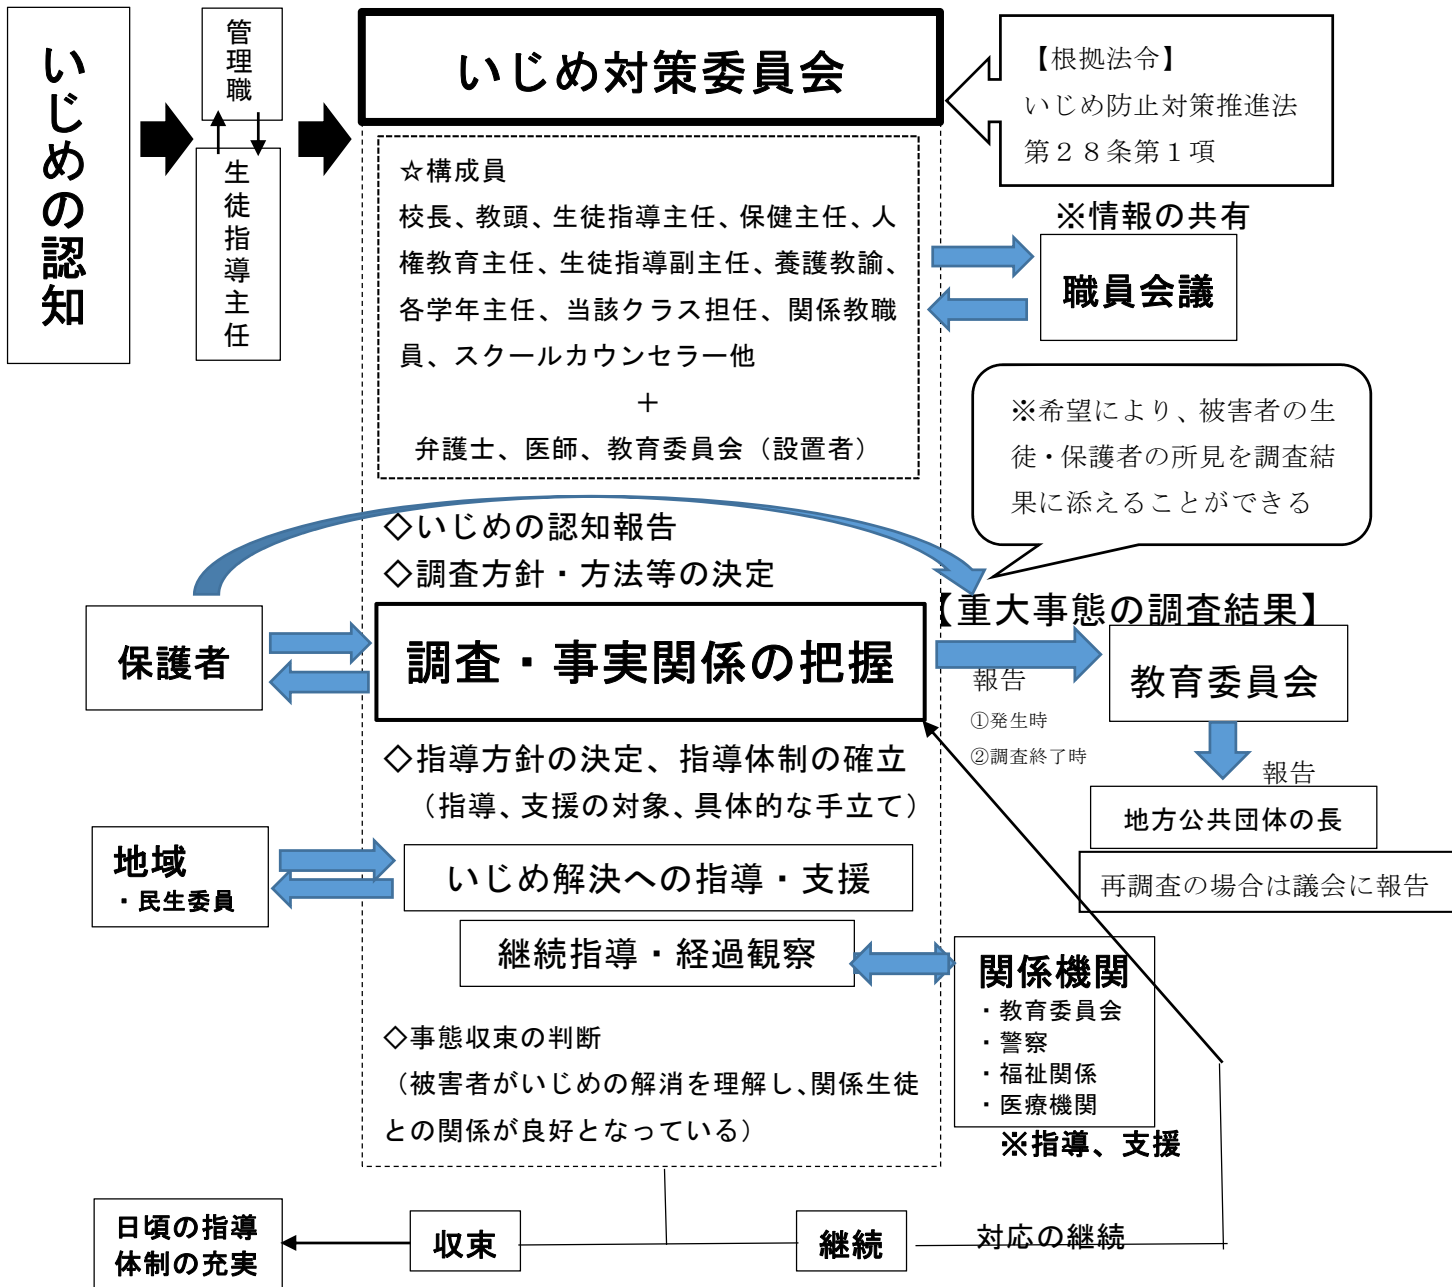 いじめの認知
管理職
生徒指導主任
いじめ対策委員会
【根拠法令】
いじめ防止対策推進法
第２８条第１項
☆構成員
校長、教頭、生徒指導主任、保健主任、人
権教育主任、生徒指導副主任、養護教諭、
各学年主任、当該クラス担任、関係教職
員、スクールカウンセラー他
＋
弁護士、医師、教育委員会（設置者）
※情報の共有
職員会議
※希望により、被害者の生
徒・保護者の所見を調査結
果に添えることができる
◇いじめの認知報告
◇調査方針・方法等の決定
【重大事態の調査結果】
保護者
調査・事実関係の把握
報告
①発生時
②調査終了時
教育委員会
報告
地方公共団体の長
再調査の場合は議会に報告
◇指導方針の決定、指導体制の確立
（指導、支援の対象、具体的な手立て）
地域
・民生委員
いじめ解決への指導・支援
継続指導・経過観察
関係機関
・教育委員会
・警察
・福祉関係
・医療機関
※指導、支援
◇事態収束の判断
（被害者がいじめの解消を理解し、関係生徒
との関係が良好となっている）
日頃の指導
体制の充実
収束
継続
対応の継続